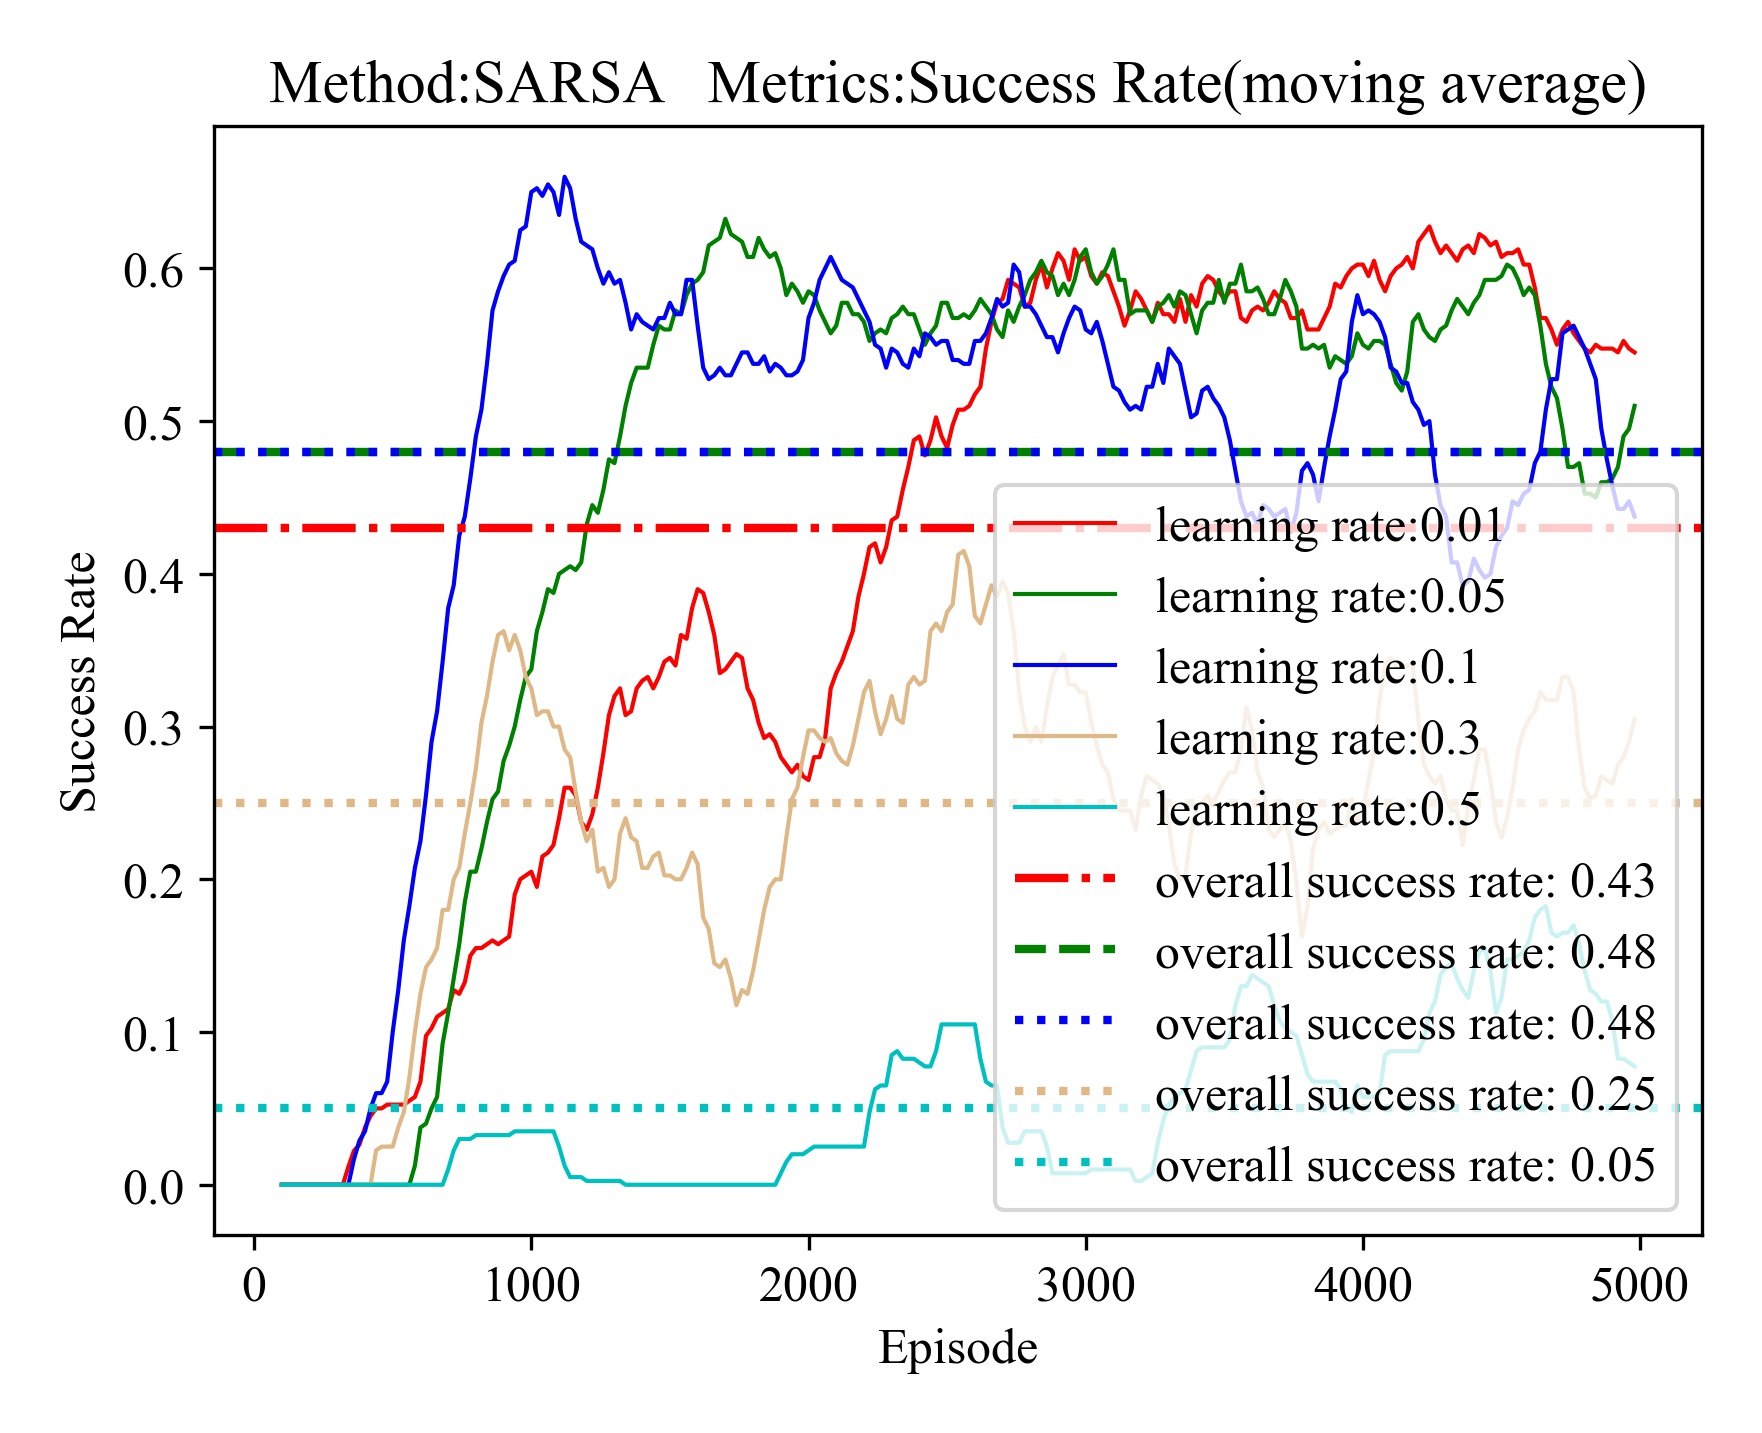 Method:SARSA   Metrics:Success Rate(moving average)
Success Rate
0.6
0.5
0.4
0.3
0.2
0.1
0.0
learning rate:0.01
learning rate:0.05
learning rate:0.1
learning rate:0.3
learning rate:0.5
overall success rate: 0.43
overall success rate: 0.48
overall success rate: 0.48
overall success rate: 0.25
overall success rate: 0.05
0 1000 2000 3000 4000 5000
Episode